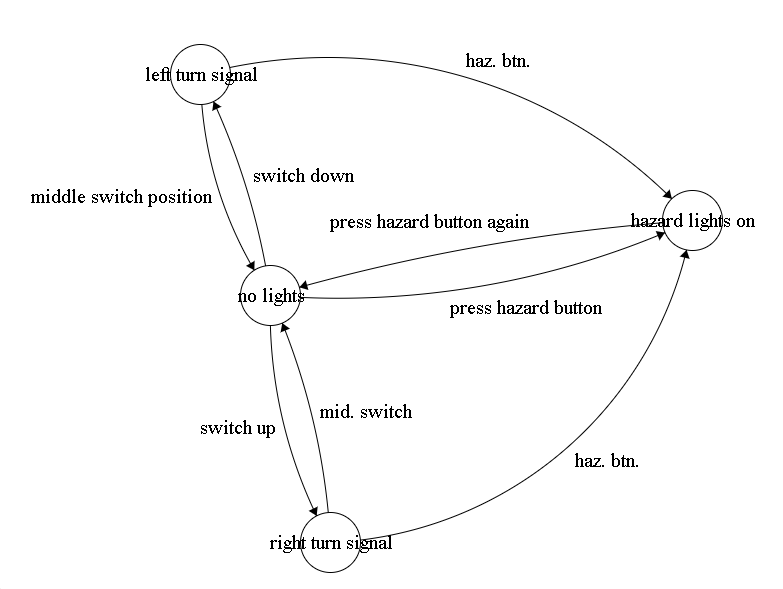 haz. btn.
left turn signal
switch down
middle switch position
press hazard button again
hazard lights on
no lights
press hazard button
mid. switch
switch up
haz. btn.
right turn signal